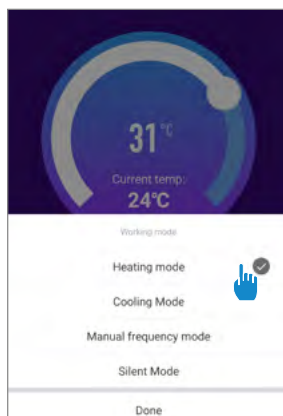 31°C
Current temp:
24°C
Working mode
Heating mode
Cooling Mode
Manual frequency mode
Silent Mode
Done